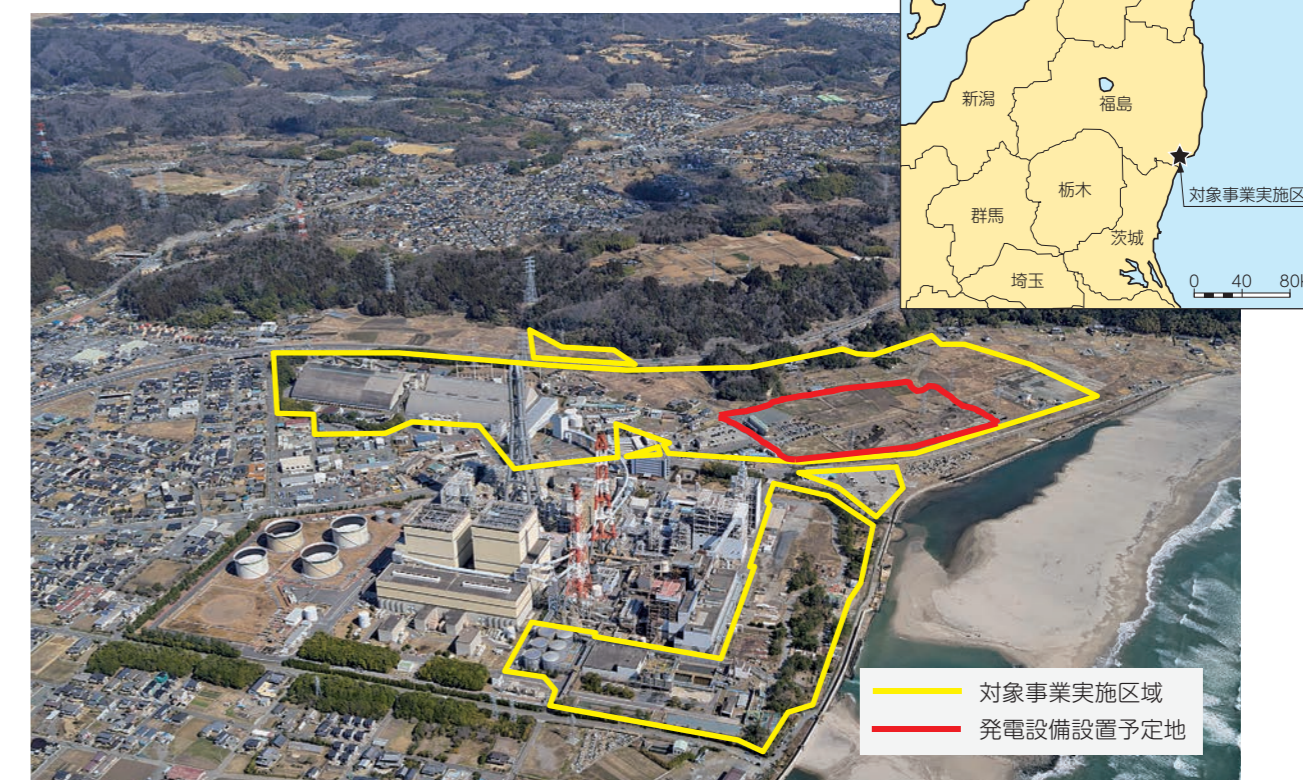 新潟
福島
栃木
群馬
茨城
埼玉
対象事業実施区
0 40 80k
対象事業実施区域
発電設備設置予定地